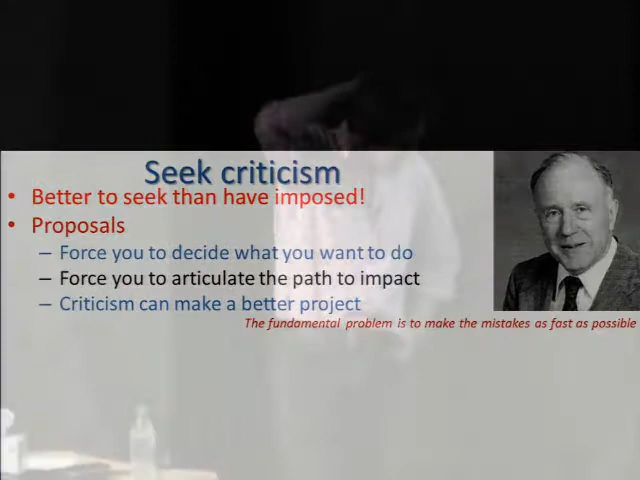 Seek criticism
• Better to seek than have imposed!
• Proposals
– Force you to decide what you want to do
– Force you to articulate the path to impact
– Criticism can make a better project
The fundamental problem is to make the mistakes as fast as possible